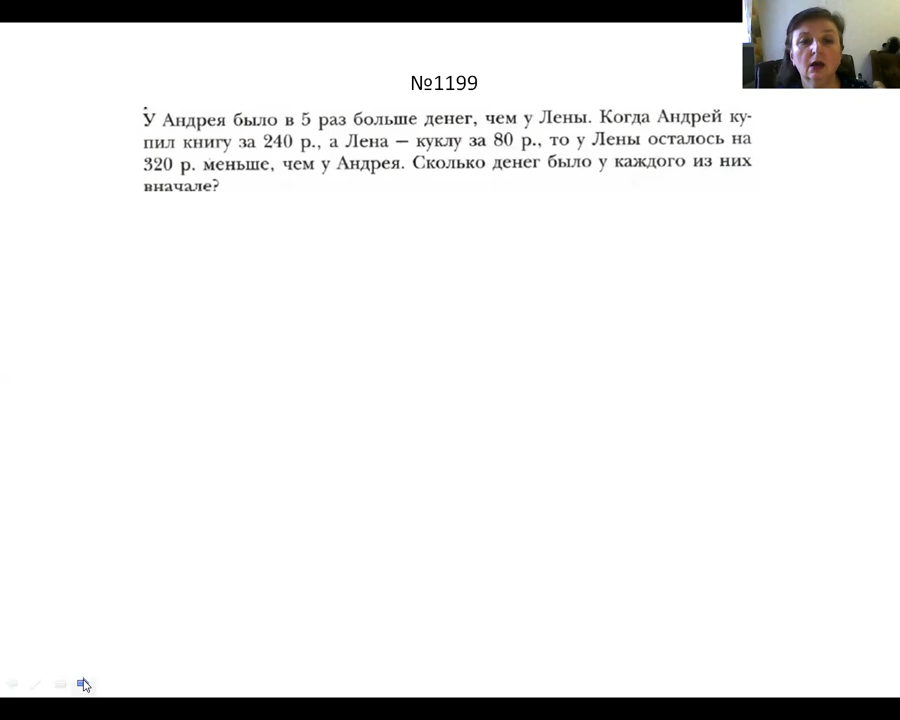 №1199
У Андрея было в 5 раз больше денег, чем у Лены. Когда Андрей ку-
пил книгу за 240 р., а Лена — куклу за 80 р., то у Лены осталось на
320 р. меньше, чем у Андрея. Сколько денег было у каждого из них
вначале?